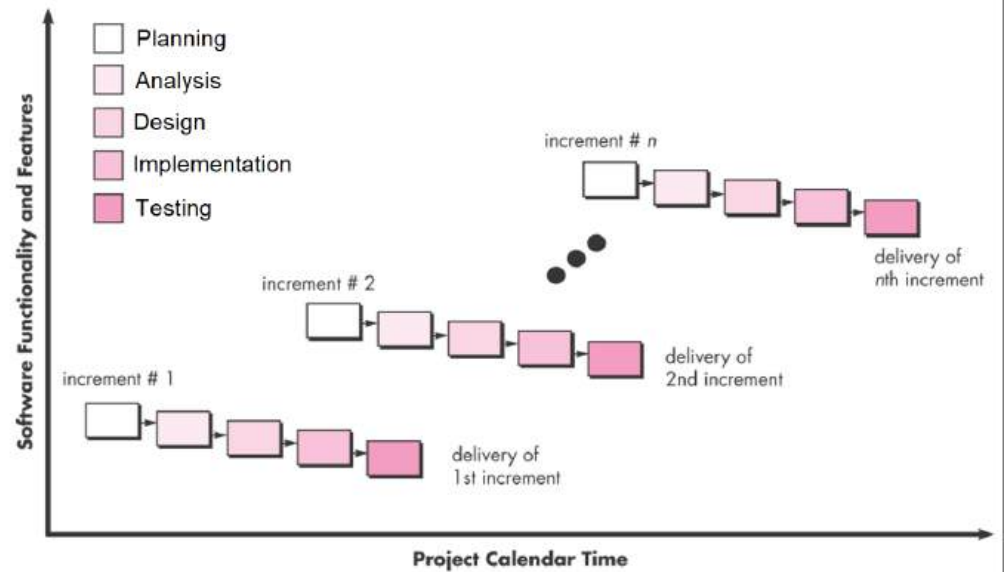 Software Functionality and Features
Planning
Analysis
Design
Implementation
Testing
increment # n
delivery of
nth increment
increment # 2
delivery of
2nd increment
increment # 1
delivery of
1st increment
Project Calendar Time